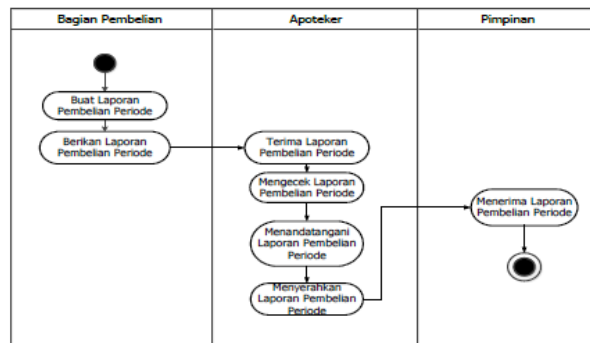 Bagian Pembelian
Apoteker
Pimpinan
Buat Laporan
Pembelian Periode
Berikan Laporan
Pembelian Periode
Terima Laporan
Pembelian Periode
Mengecek Laporan
Pembelian Periode
Menandatangani
Laporan Pembelian
Periode
Menyerahkan
Laporan Pembelian
Periode
Menerima Laporan
Pembelian Periode